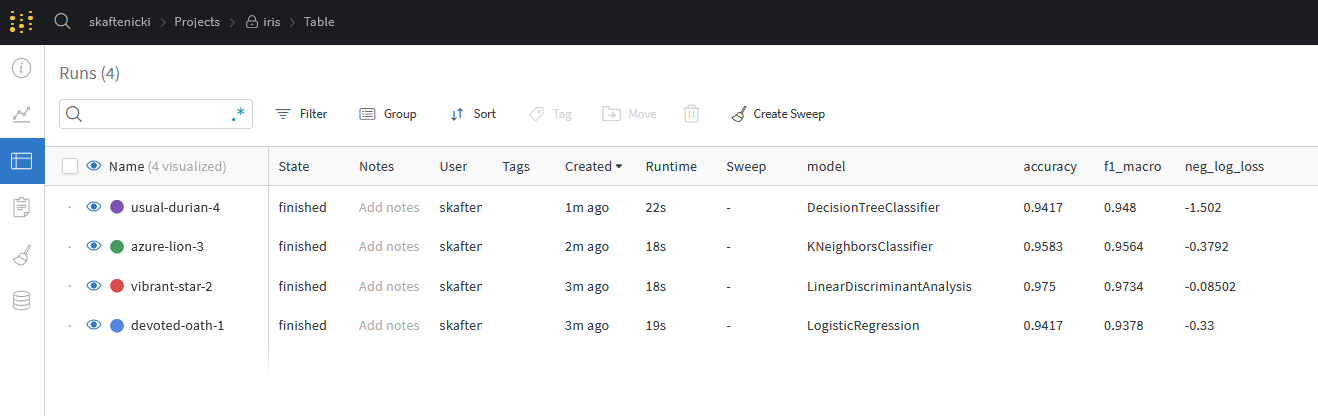 skaftenicki > Projects > iris > Table
Runs (4)
.* Filter Group Sort Tag Move Create Sweep
Name (4 visualized) State Notes User Tags Created Runtime Sweep model accuracy f1_macro neg_log_loss
usual-durian-4 finished Add notes skaften 1m ago 22s - DecisionTreeClassifier 0.9417 0.948 -1.502
azure-lion-3 finished Add notes skaften 2m ago 18s - KNeighborsClassifier 0.9583 0.9564 -0.3792
vibrant-star-2 finished Add notes skaften 3m ago 18s - LinearDiscriminantAnalysis 0.975 0.9734 -0.08502
devoted-oath-1 finished Add notes skaften 3m ago 19s - LogisticRegression 0.9417 0.9378 -0.33